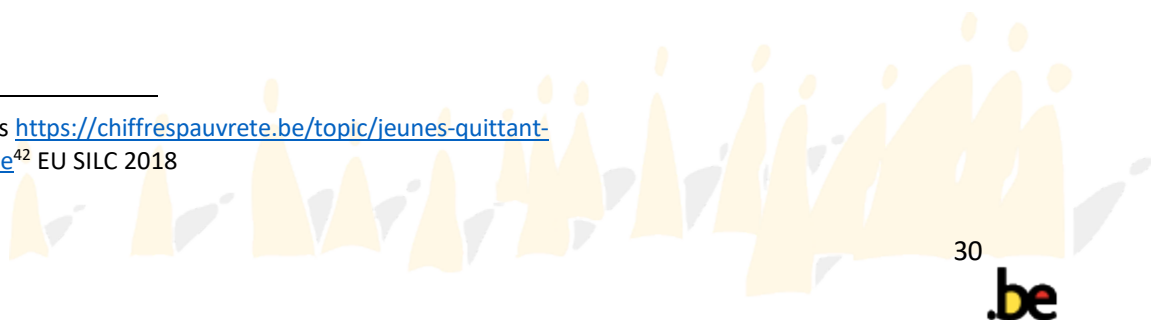 s https://chiffrespauvrete.be/topic/jeunes-quittant-
e⁴² EU SILC 2018
30
.be